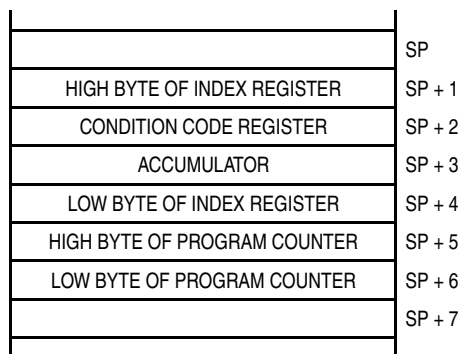 SP
HIGH BYTE OF INDEX REGISTER SP + 1
CONDITION CODE REGISTER SP + 2
ACCUMULATOR SP + 3
LOW BYTE OF INDEX REGISTER SP + 4
HIGH BYTE OF PROGRAM COUNTER SP + 5
LOW BYTE OF PROGRAM COUNTER SP + 6
SP + 7